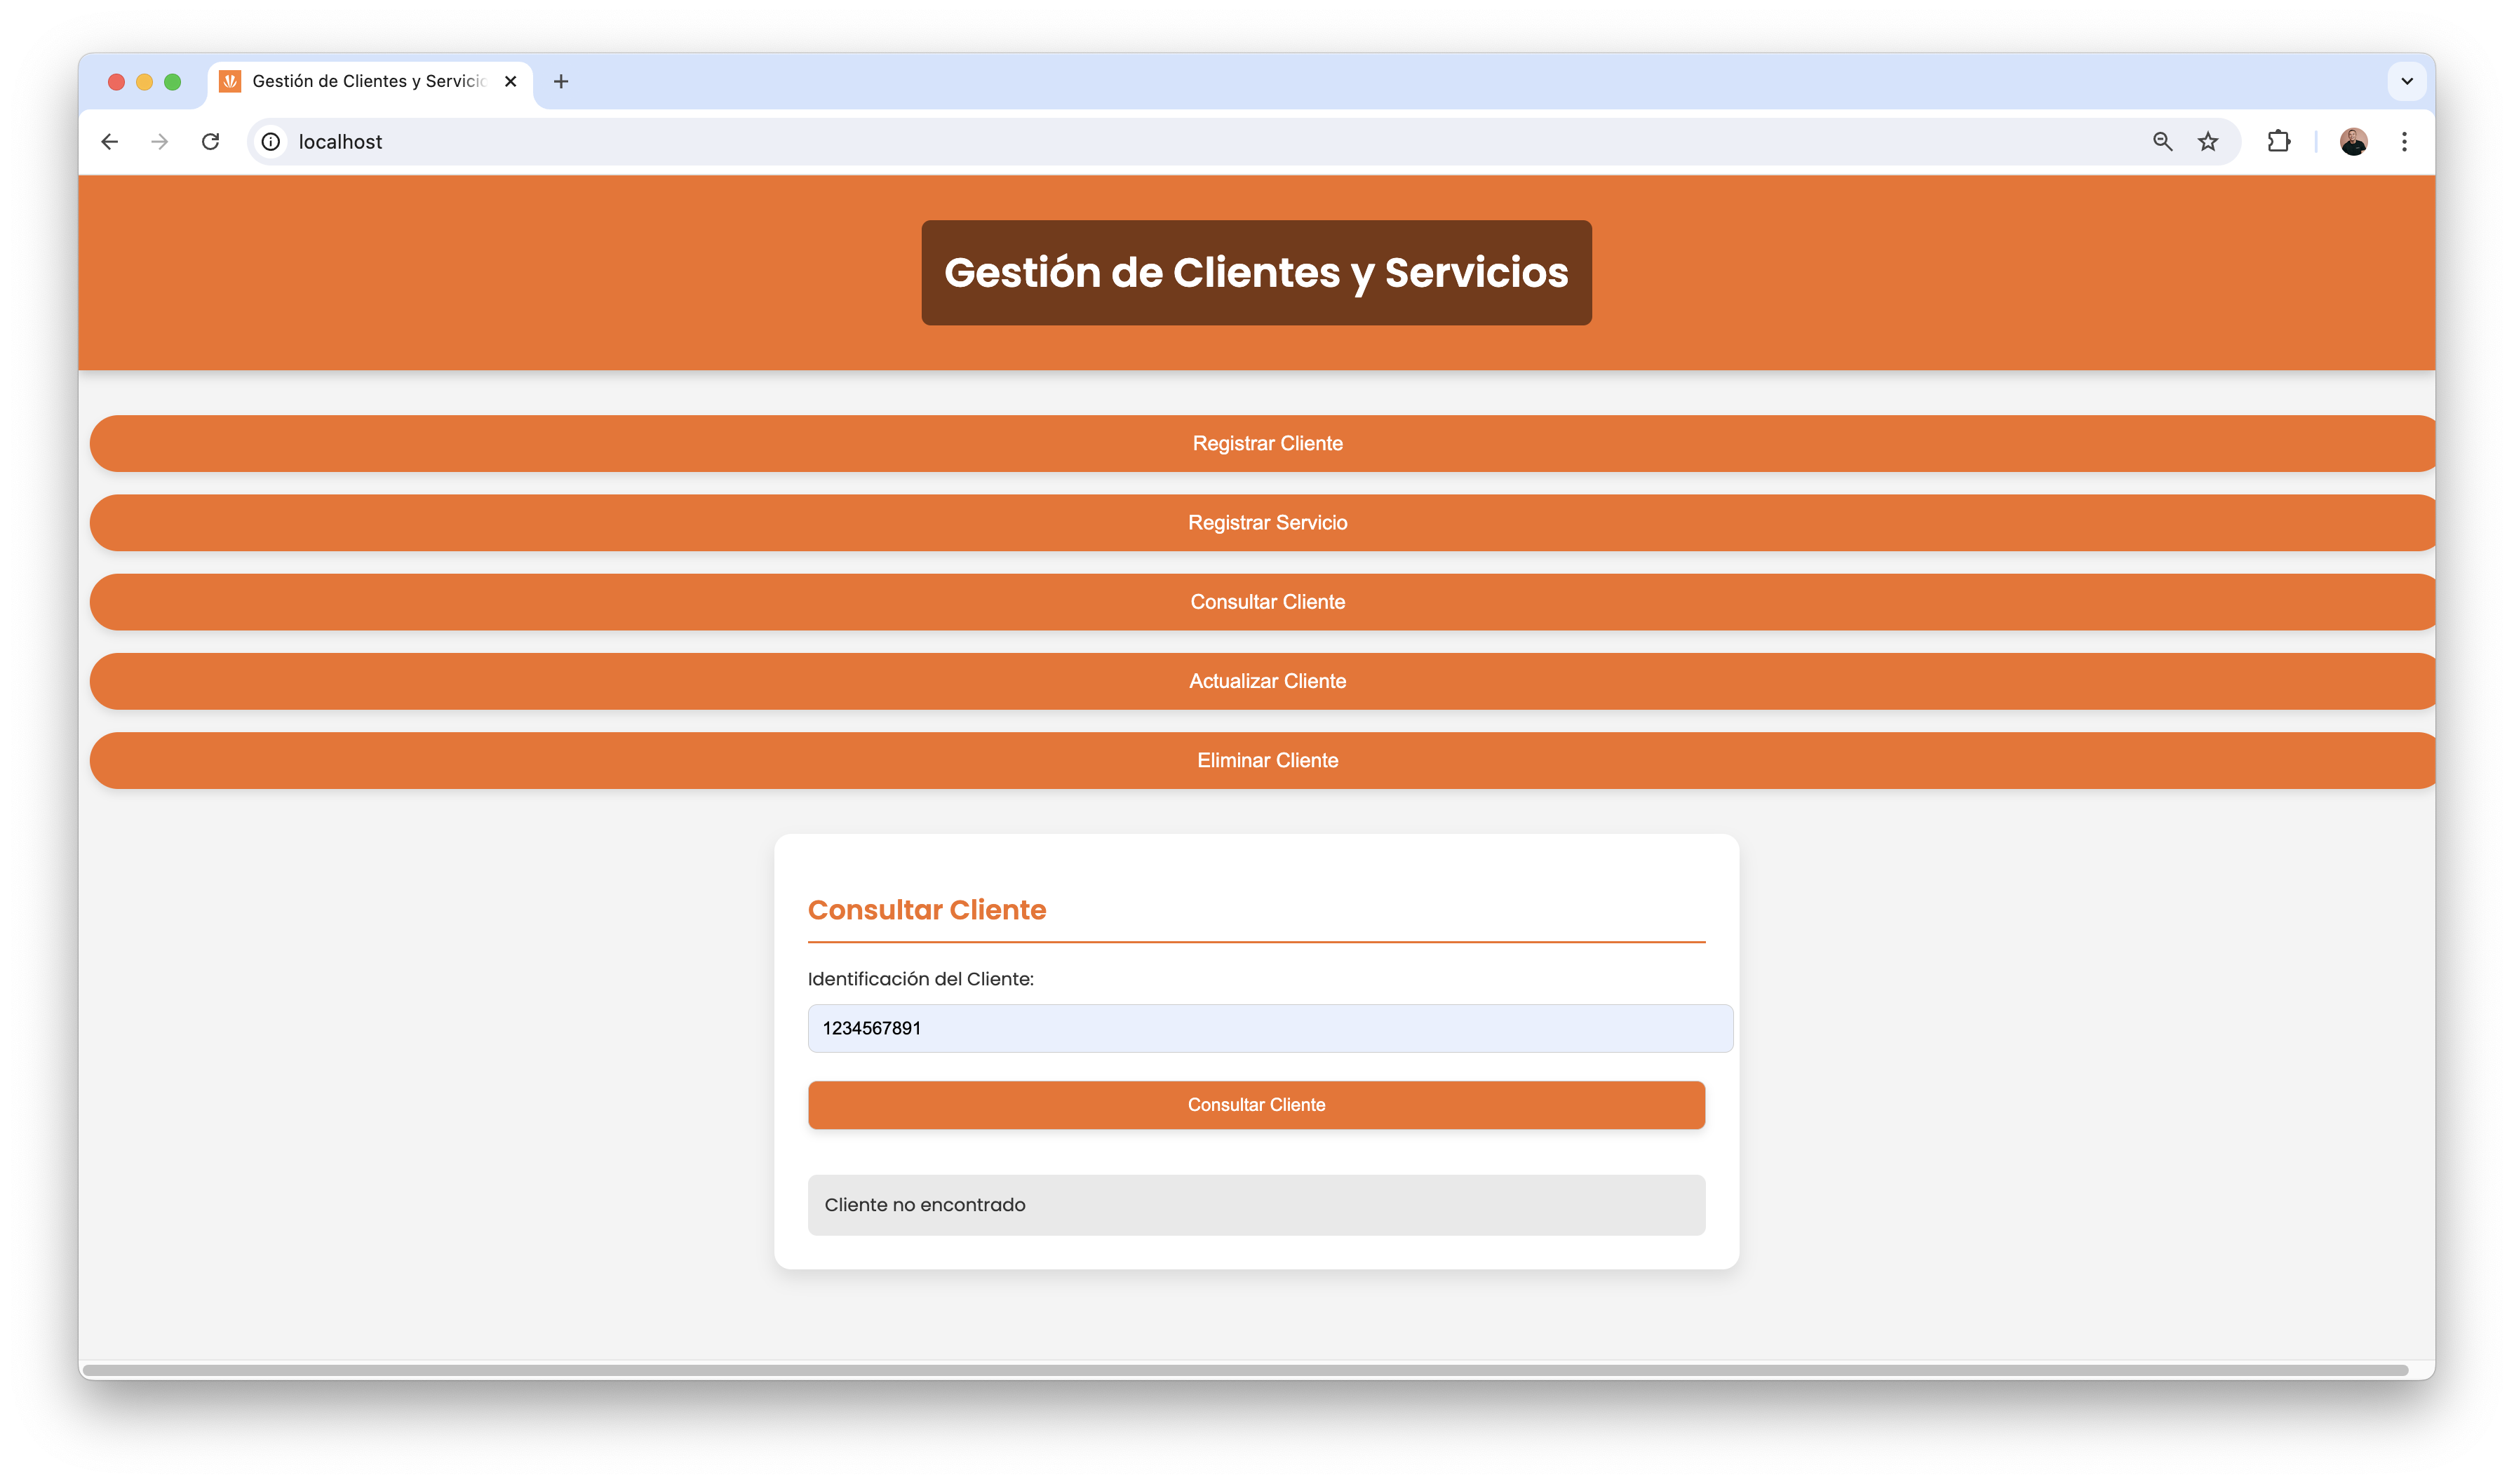 Gestión de Clientes y Servicio
localhost
Gestión de Clientes y Servicios
Registrar Cliente
Registrar Servicio
Consultar Cliente
Actualizar Cliente
Eliminar Cliente
Consultar Cliente
Identificación del Cliente:
1234567891
Consultar Cliente
Cliente no encontrado